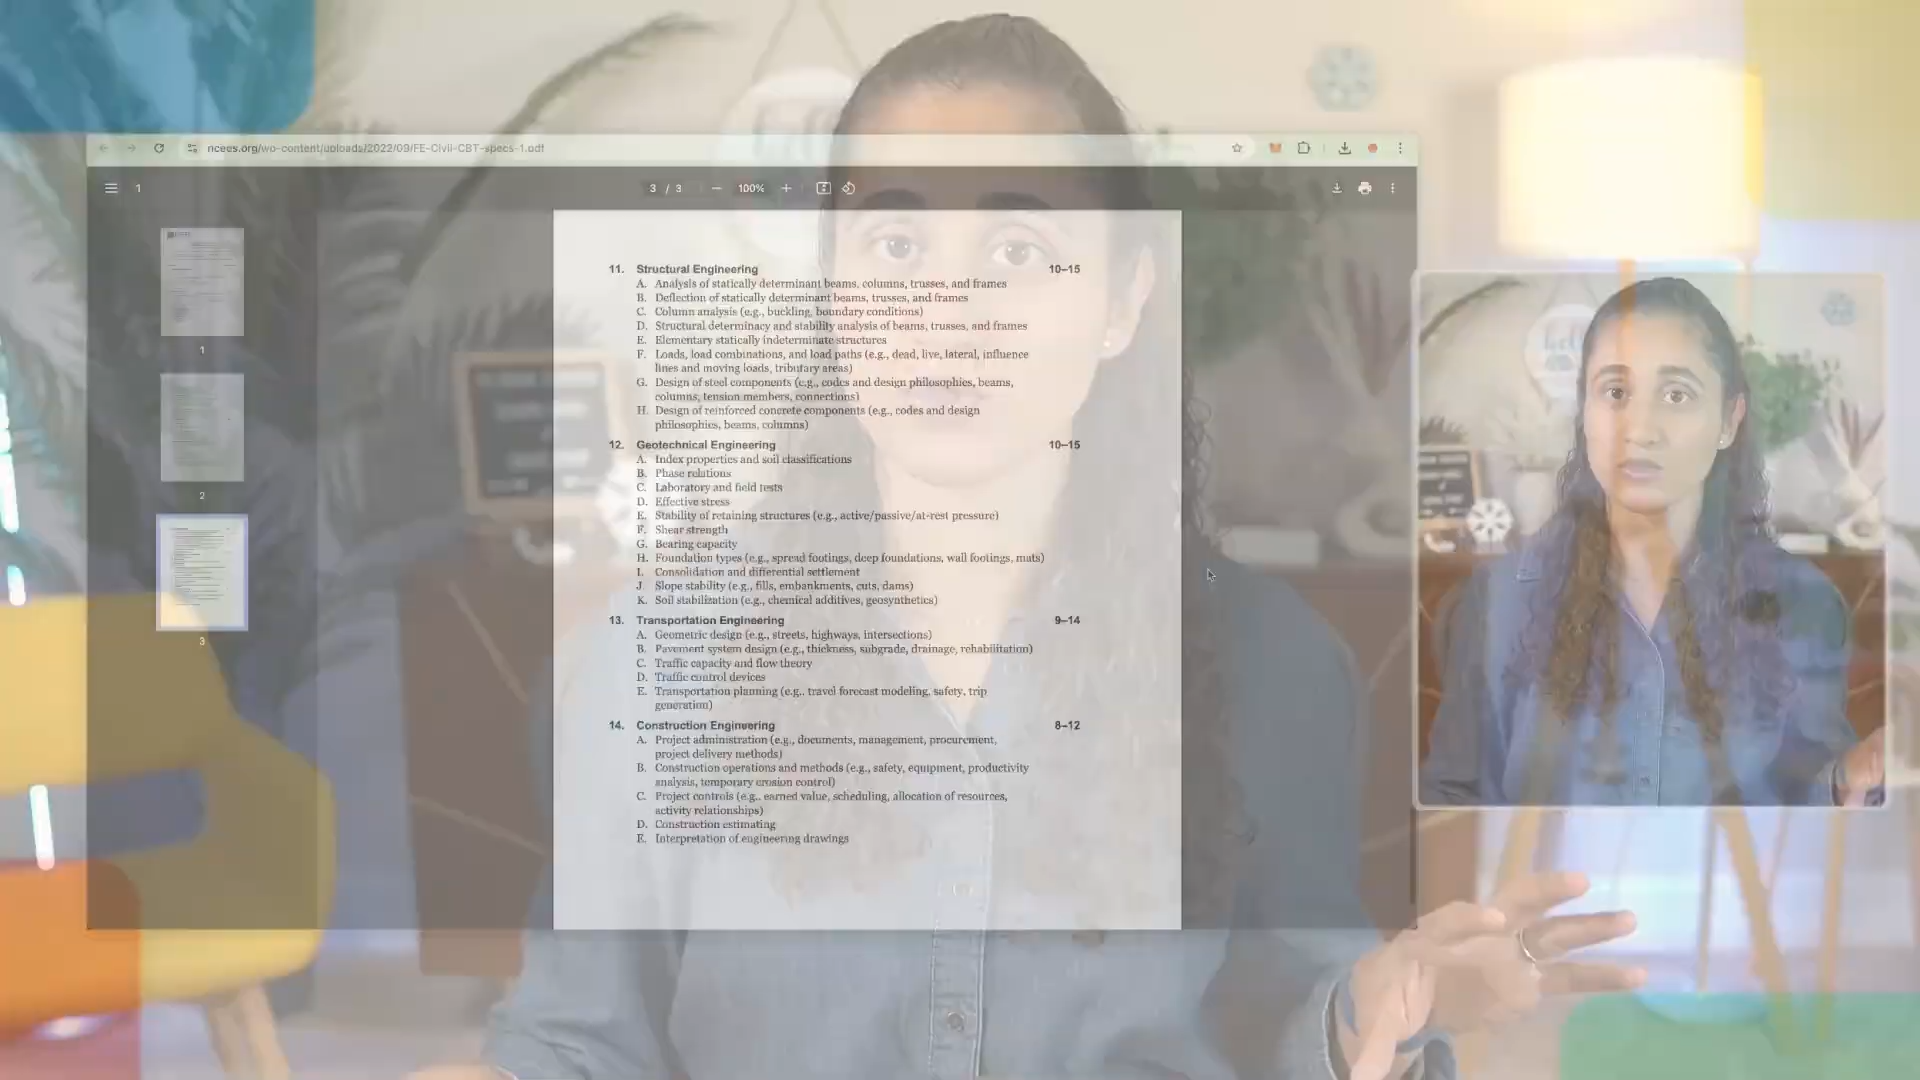 ncees.org/wo-content/uploads/2022/09/FE-Civil-CBT-specs-1.pdf
1
3 / 3
100%
1
2
3
11. Structural Engineering 10–15
A. Analysis of statically determinant beams, columns, trusses, and frames
B. Deflection of statically determinant beams, trusses, and frames
C. Column analysis (e.g., buckling, boundary conditions)
D. Structural determinacy and stability analysis of beams, trusses, and frames
E. Elementary statically indeterminate structures
F. Loads, load combinations, and load paths (e.g., dead, live, lateral, influence
lines and moving loads, tributary areas)
G. Design of steel components (e.g., codes and design philosophies, beams,
columns, tension members, connections)
H. Design of reinforced concrete components (e.g., codes and design
philosophies, beams, columns)
12. Geotechnical Engineering 10–15
A. Index properties and soil classifications
B. Phase relations
C. Laboratory and field tests
D. Effective stress
E. Stability of retaining structures (e.g., active/passive/at-rest pressure)
F. Shear strength
G. Bearing capacity
H. Foundation types (e.g., spread footings, deep foundations, wall footings, mats)
I. Consolidation and differential settlement
J. Slope stability (e.g., fills, embankments, cuts, dams)
K. Soil stabilization (e.g., chemical additives, geosynthetics)
13. Transportation Engineering 9–14
A. Geometric design (e.g., streets, highways, intersections)
B. Pavement system design (e.g., thickness, subgrade, drainage, rehabilitation)
C. Traffic capacity and flow theory
D. Traffic control devices
E. Transportation planning (e.g., travel forecast modeling, safety, trip
generation)
14. Construction Engineering 8–12
A. Project administration (e.g., documents, management, procurement,
project delivery methods)
B. Construction operations and methods (e.g., safety, equipment, productivity
analysis, temporary erosion control)
C. Project controls (e.g., earned value, scheduling, allocation of resources,
activity relationships)
D. Construction estimating
E. Interpretation of engineering drawings